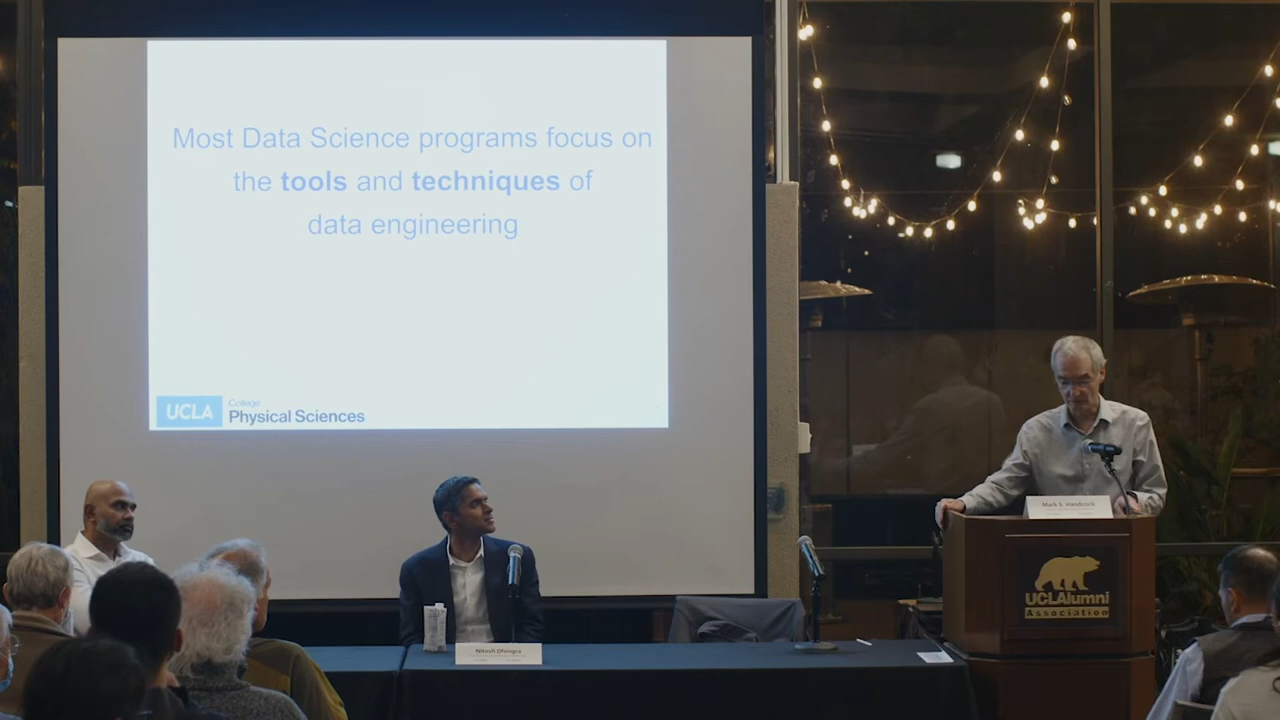 Most Data Science programs focus on
the tools and techniques of
data engineering
UCLA
College
Physical Sciences
Mark S. Handcock
Nitesh Dhingra
UCLAlumni
Association